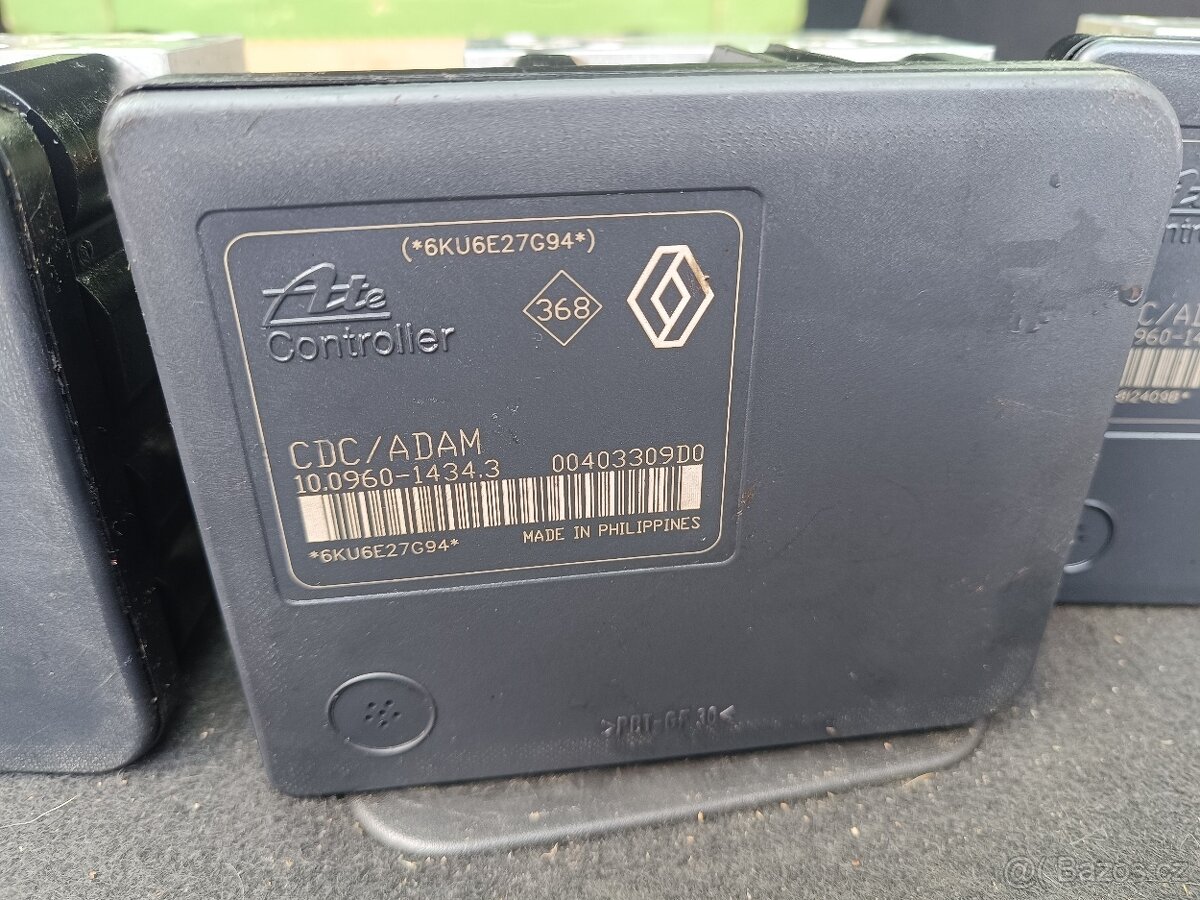 (*6KU6E27G94*)
Ate
368
Controller
CDC/ADAM
10.0960-1434.3 00403309D0
*6KU6E27G94*
MADE IN PHILIPPINES
>PBT-GF30<
Bazos.cz